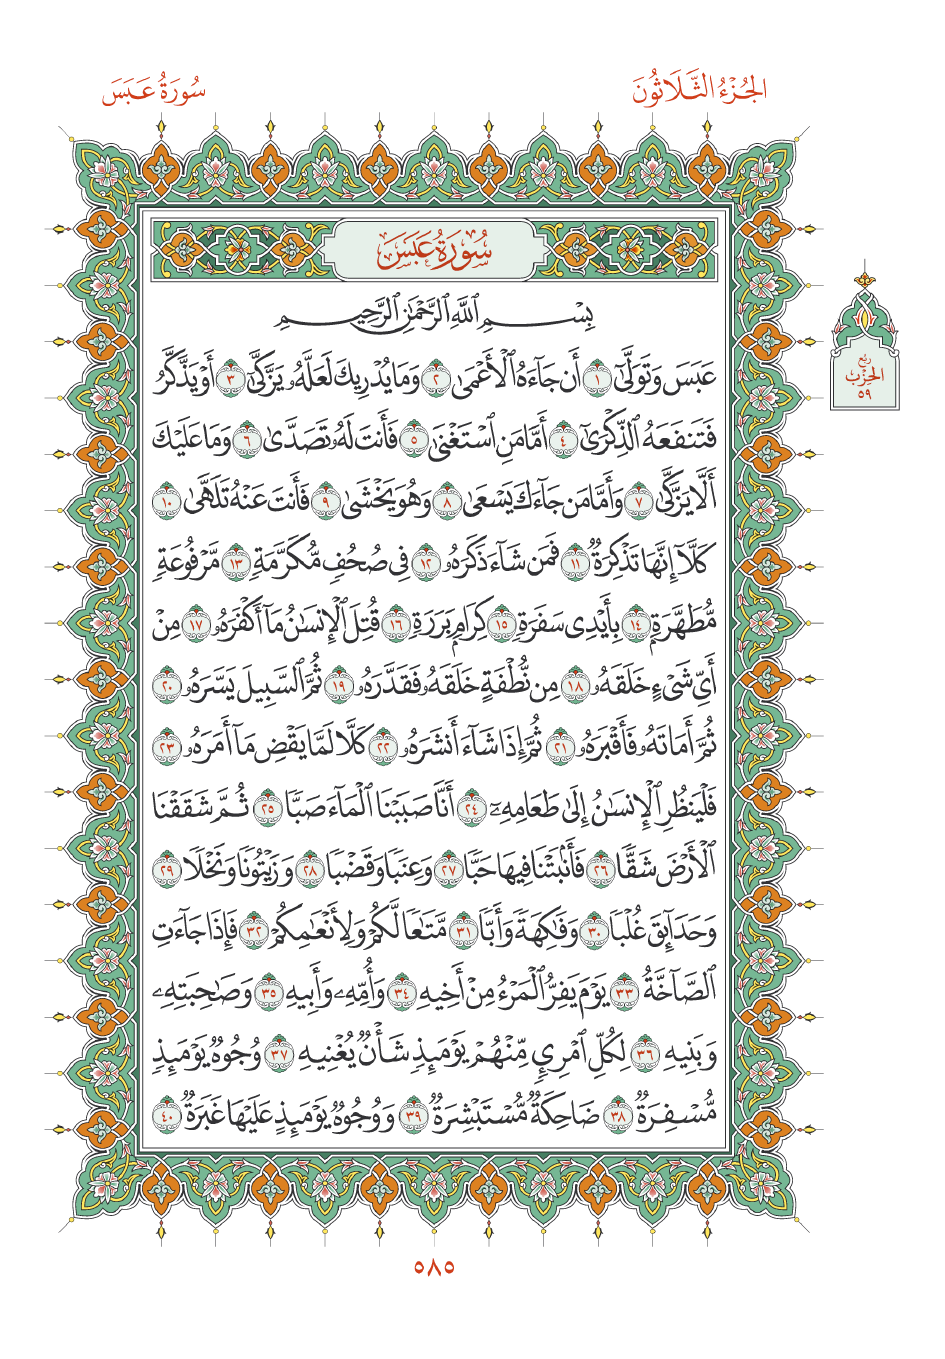 الجُزْءُ الثَّلَاثُونَ
سُورَةُ عَبَسَ
سُورَةُ عَبَسَ
بِسْمِ ٱللَّهِ ٱلرَّحْمَٰنِ ٱلرَّحِيمِ
عَبَسَ وَتَوَلَّىٰٓ ١ أَن جَآءَهُ ٱلْأَعْمَىٰ ٢ وَمَا يُدْرِيكَ لَعَلَّهُۥ يَزَّكَّىٰٓ ٣ أَوْ يَذَّكَّرُ
فَتَنفَعَهُ ٱلذِّكْرَىٰٓ ٤ أَمَّا مَنِ ٱسْتَغْنَىٰ ٥ فَأَنتَ لَهُۥ تَصَدَّىٰ ٦ وَمَا عَلَيْكَ
أَلَّا يَزَّكَّىٰ ٧ وَأَمَّا مَن جَآءَكَ يَسْعَىٰ ٨ وَهُوَ يَخْشَىٰ ٩ فَأَنتَ عَنْهُ تَلَهَّىٰ ١٠
كَلَّآ إِنَّهَا تَذْكِرَةٌ ١١ فَمَن شَآءَ ذَكَرَهُۥ ١٢ فِى صُحُفٍ مُّكَرَّمَةٍ ١٣ مَّرْفُوعَةٍ
مُّطَهَّرَةٍۭ ١٤ بِأَيْدِى سَفَرَةٍ ١٥ كِرَامٍۭ بَرَرَةٍ ١٦ قُتِلَ ٱلْإِنسَٰنُ مَآ أَكْفَرَهُۥ ١٧ مِنْ
أَىِّ شَىْءٍ خَلَقَهُۥ ١٨ مِن نُّطْفَةٍ خَلَقَهُۥ فَقَدَّرَهُۥ ١٩ ثُمَّ ٱلسَّبِيلَ يَسَّرَهُۥ ٢٠
ثُمَّ أَمَاتَهُۥ فَأَقْبَرَهُۥ ٢١ ثُمَّ إِذَا شَآءَ أَنشَرَهُۥ ٢٢ كَلَّا لَمَّا يَقْضِ مَآ أَمَرَهُۥ ٢٣
فَلْيَنظُرِ ٱلْإِنسَٰنُ إِلَىٰ طَعَامِهِۦٓ ٢٤ أَنَّا صَبَبْنَا ٱلْمَآءَ صَبًّا ٢٥ ثُمَّ شَقَقْنَا
ٱلْأَرْضَ شَقًّا ٢٦ فَأَنۢبَتْنَا فِيهَا حَبًّا ٢٧ وَعِنَبًا وَقَضْبًا ٢٨ وَزَيْتُونًا وَنَخْلًا ٢٩
وَحَدَآئِقَ غُلْبًا ٣٠ وَفَٰكِهَةً وَأَبًّا ٣١ مَّتَٰعًا لَّكُمْ وَلِأَنْعَٰمِكُمْ ٣٢ فَإِذَا جَآءَتِ
ٱلصَّآخَّةُ ٣٣ يَوْمَ يَفِرُّ ٱلْمَرْءُ مِنْ أَخِيهِ ٣٤ وَأُمِّهِۦ وَأَبِيهِ ٣٥ وَصَٰحِبَتِهِۦ
وَبَنِيهِ ٣٦ لِكُلِّ ٱمْرِئٍ مِّنْهُمْ يَوْمَئِذٍ شَأْنٌ يُغْنِيهِ ٣٧ وُجُوهٌ يَوْمَئِذٍ
مُّسْفِرَةٌ ٣٨ ضَاحِكَةٌ مُّسْتَبْشِرَةٌ ٣٩ وَوُجُوهٌ يَوْمَئِذٍ عَلَيْهَا غَبَرَةٌ ٤٠
رُبع
الحِزْب
٥٩
٥٨٥